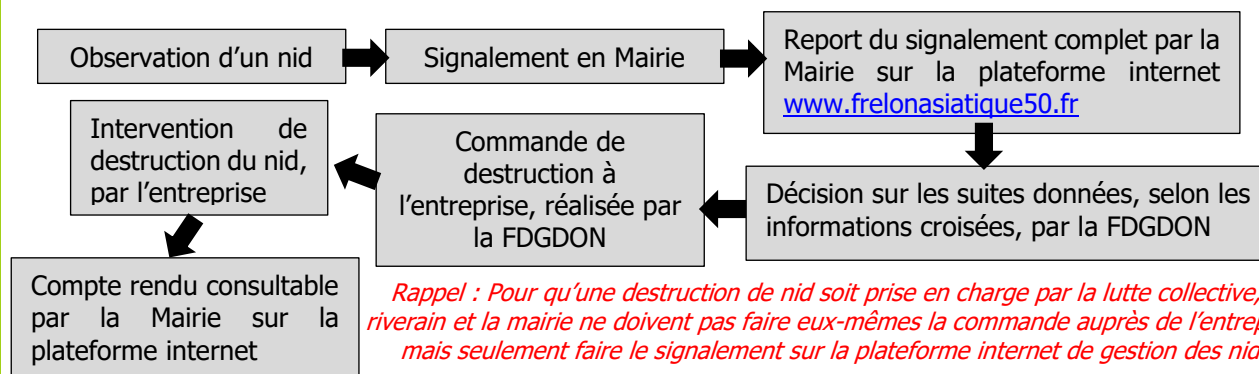 Observation d’un nid
Signalement en Mairie
Report du signalement complet par la
Mairie sur la plateforme internet
www.frelonasiatique50.fr
Décision sur les suites données, selon les
informations croisées, par la FDGDON
Commande de
destruction à
l’entreprise, réalisée par
la FDGDON
Intervention de
destruction du nid,
par l’entreprise
Compte rendu consultable
par la Mairie sur la
plateforme internet
Rappel : Pour qu’une destruction de nid soit prise en charge par la lutte collective,
riverain et la mairie ne doivent pas faire eux-mêmes la commande auprès de
mais seulement faire le signalement sur la plateforme internet de gestion des